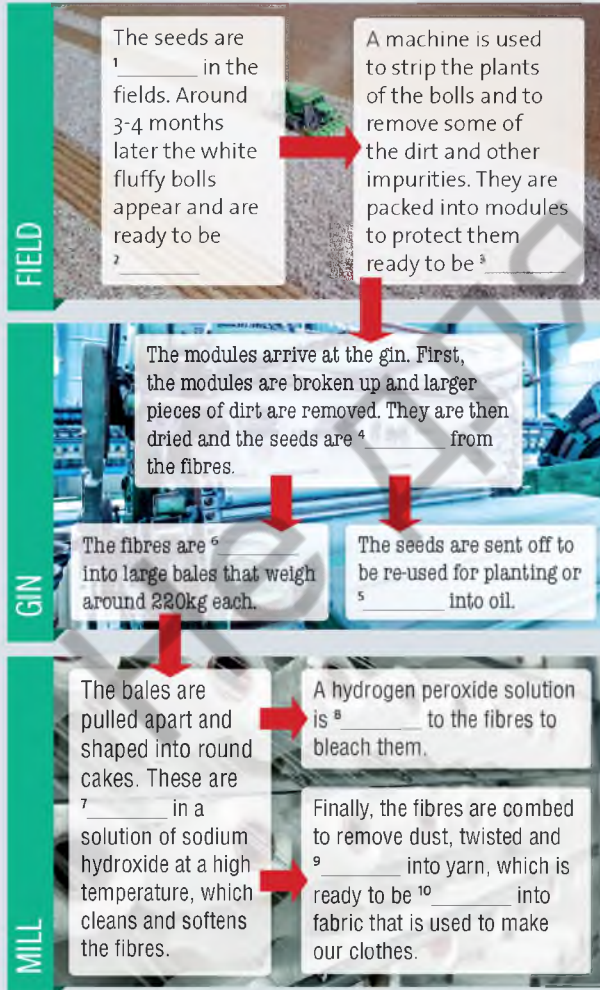 FIELD
The seeds are
1________ in the
fields. Around
3-4 months
later the white
fluffy bolls
appear and are
ready to be
2________
A machine is used
to strip the plants
of the bolls and to
remove some of
the dirt and other
impurities. They are
packed into modules
to protect them
ready to be 3________
GIN
The modules arrive at the gin. First,
the modules are broken up and larger
pieces of dirt are removed. They are then
dried and the seeds are 4________ from
the fibres.
The fibres are 6________
into large bales that weigh
around 220kg each.
The seeds are sent off to
be re-used for planting or
5________ into oil.
MILL
The bales are
pulled apart and
shaped into round
cakes. These are
7________ in a
solution of sodium
hydroxide at a high
temperature, which
cleans and softens
the fibres.
A hydrogen peroxide solution
is 8________ to the fibres to
bleach them.
Finally, the fibres are combed
to remove dust, twisted and
9________ into yarn, which is
ready to be 10________ into
fabric that is used to make
our clothes.